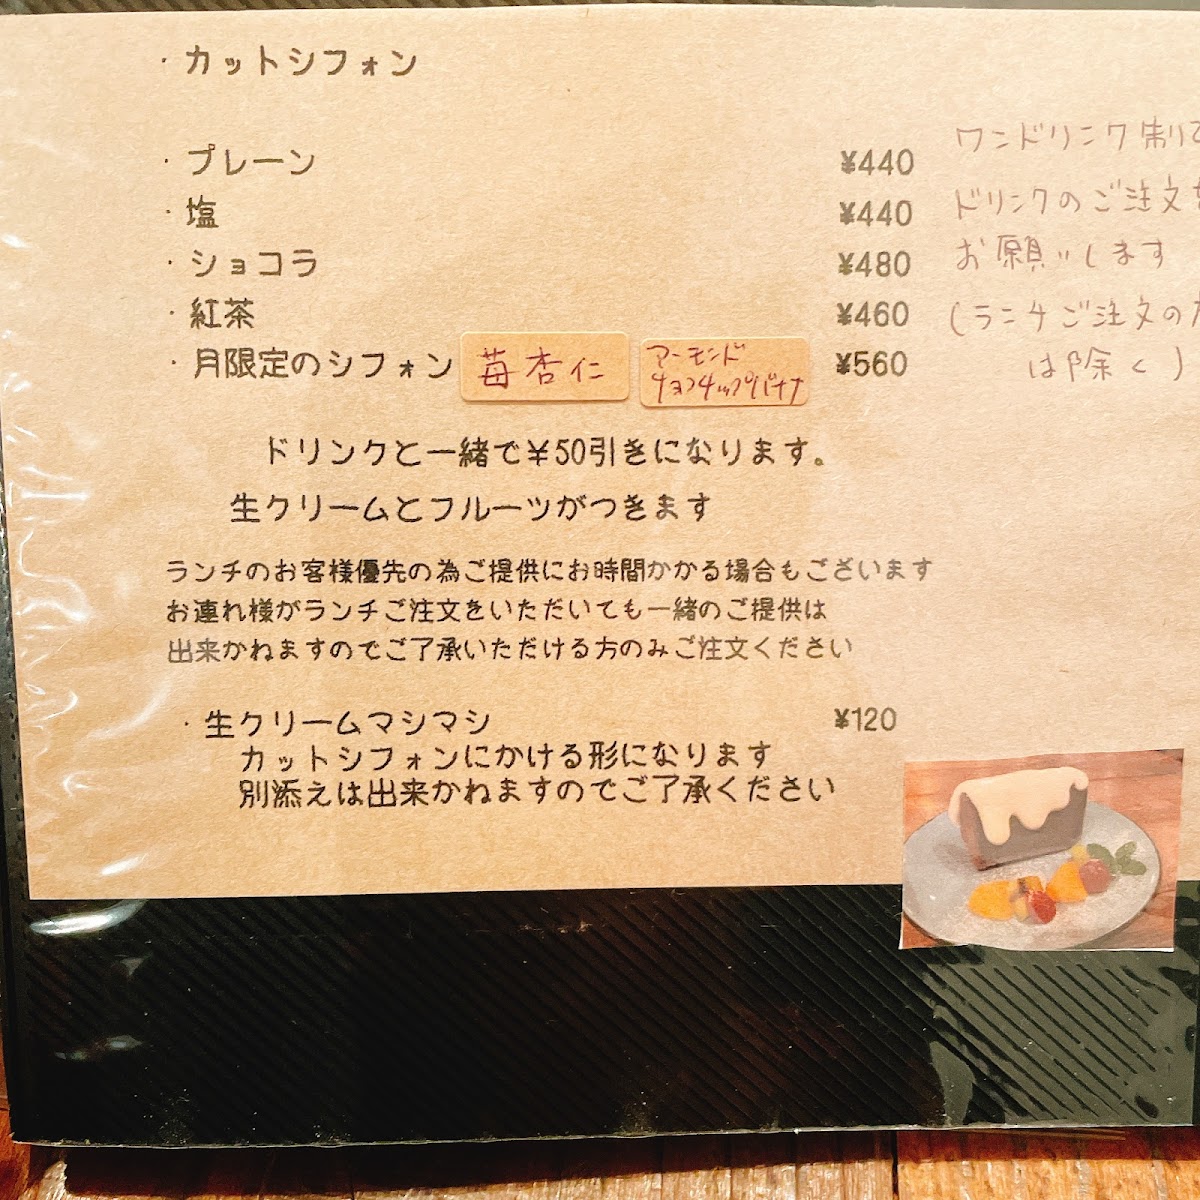 ・カットシフォン
・プレーン ¥440
・塩 ¥440
・ショコラ ¥480
・紅茶 ¥460
・月限定のシフォン 苺杏仁 アーモンドチョコチップバナナ ¥560
ワンドリンク制で
ドリンクのご注文を
お願いします
(ランチご注文の方
は除く)
ドリンクと一緒で¥50引きになります。
生クリームとフルーツがつきます
ランチのお客様優先の為ご提供にお時間かかる場合もございます
お連れ様がランチご注文をいただいても一緒のご提供は
出来かねますのでご了承いただける方のみご注文ください
・生クリームマシマシ ¥120
カットシフォンにかける形になります
別添えは出来かねますのでご了承ください